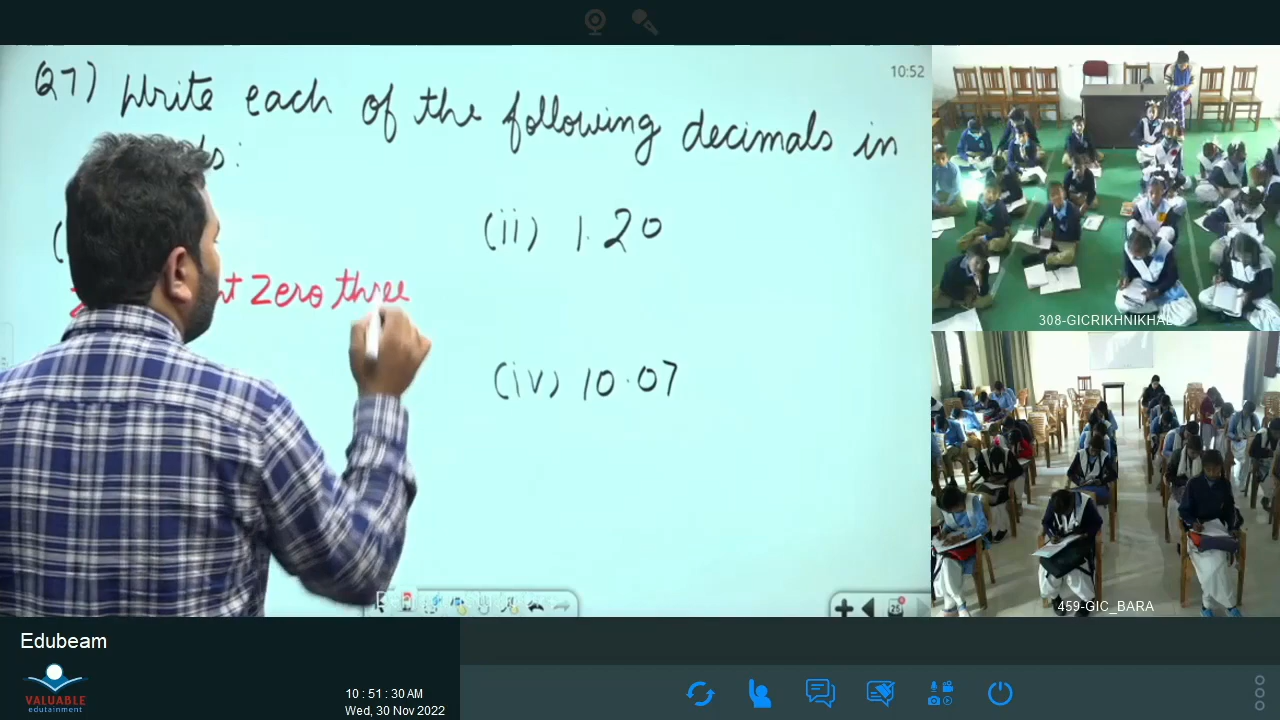 10:52
Q7) Write each of the following decimals in
(ii) 1.20
Zero three
(iv) 10.07
308-GICRIKHNIKHAL
459-GIC_BARA
Edubeam
VALUABLE
edutainment
10 : 51 : 30 AM
Wed, 30 Nov 2022